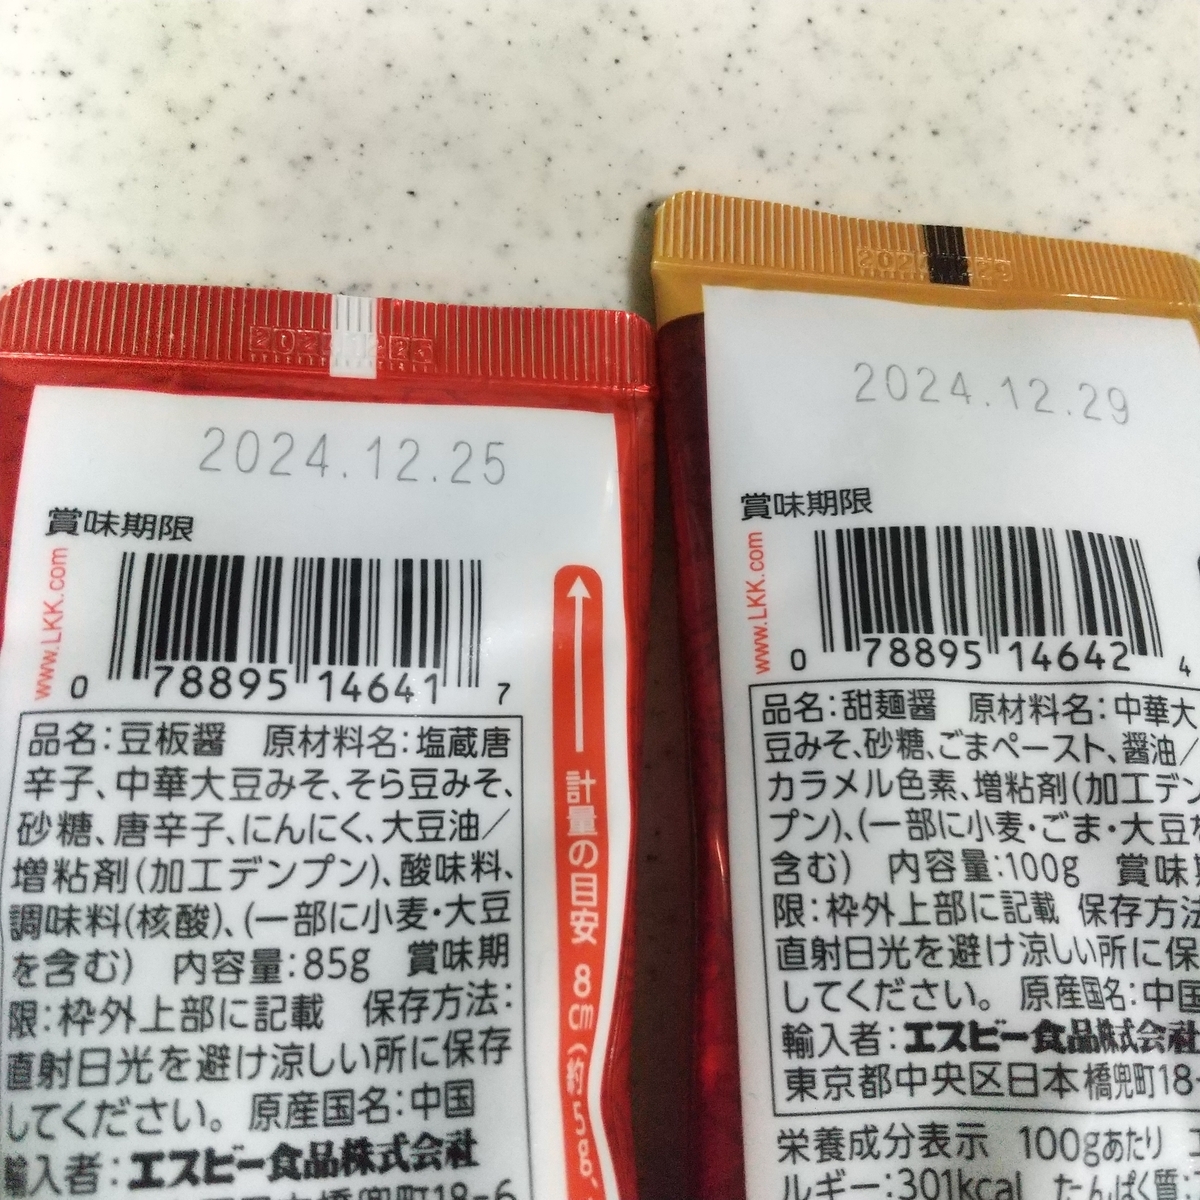 2024.12.25
賞味期限
www.LKK.com
0 78895 14641 7
品名:豆板醤 原材料名:塩蔵唐
辛子、中華大豆みそ、そら豆みそ、
砂糖、唐辛子、にんにく、大豆油/
増粘剤(加工デンプン)、酸味料、
調味料(核酸)、(一部に小麦・大豆
を含む) 内容量:85g 賞味期
限:枠外上部に記載 保存方法:
直射日光を避け涼しい所に保存
してください。 原産国名:中国
輸入者:エスビー食品株式会社
橋兜町18-6
計量の目安 8cm(約5g、
2024.12.29
2024.12.29
賞味期限
www.LKK.com
0 78895 14642 4
品名:甜麺醤 原材料名:中華大
豆みそ、砂糖、ごまペースト、醤油/
カラメル色素、増粘剤(加工デン
プン)、(一部に小麦・ごま・大豆を
含む) 内容量:100g 賞味期
限:枠外上部に記載 保存方法
直射日光を避け涼しい所に保
してください。 原産国名:中国
輸入者:エスビー食品株式会社
東京都中央区日本橋兜町18-
栄養成分表示 100gあたり エ
ルギー:301kcal たんぱく質: